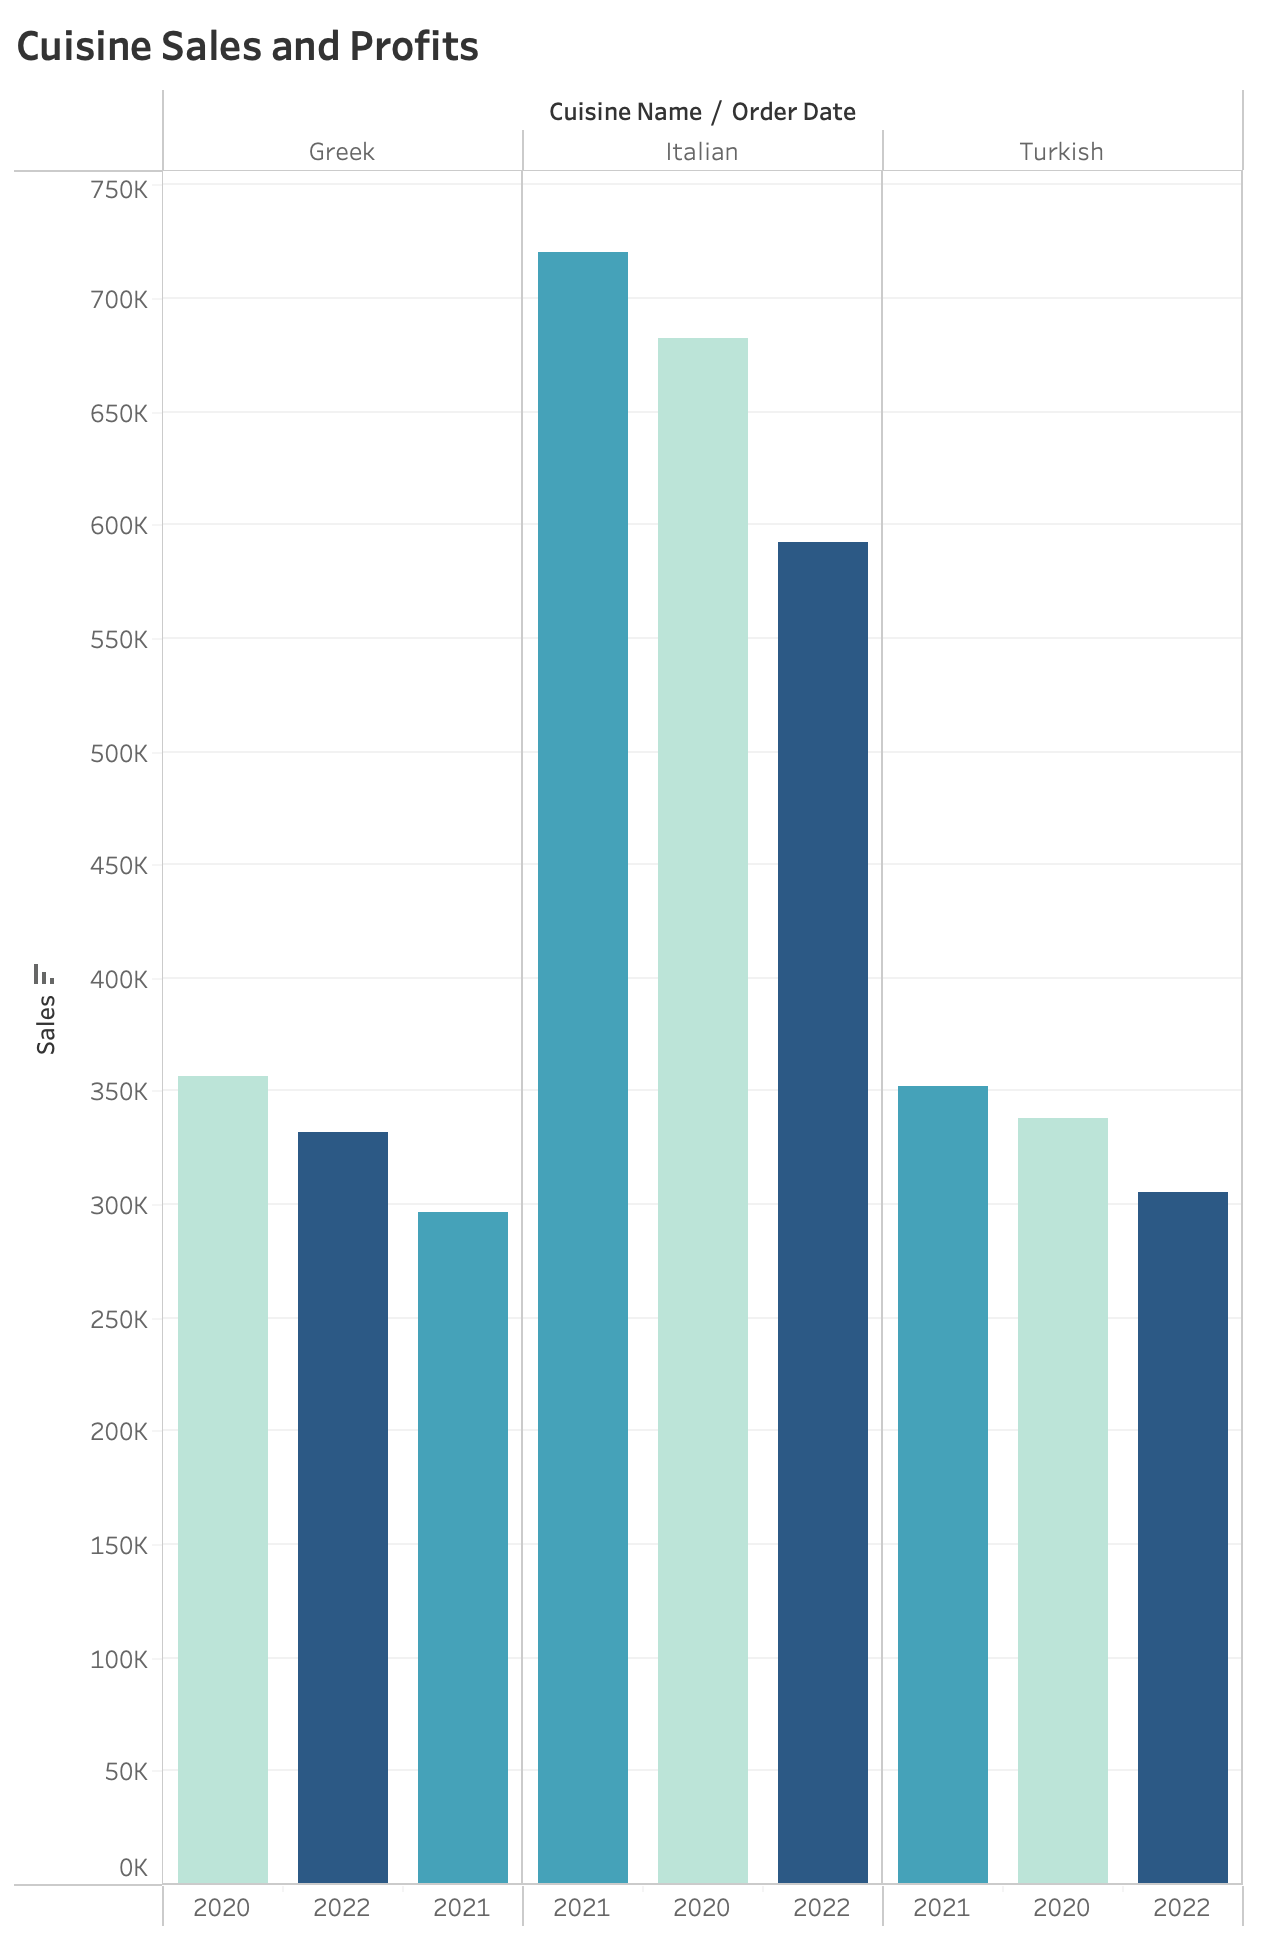 Cuisine Sales and Profits
Cuisine Name / Order Date
Greek Italian Turkish
750K
700K
650K
600K
550K
500K
450K
400K
350K
300K
250K
200K
150K
100K
50K
0K
Sales
2020 2022 2021 2021 2020 2022 2021 2020 2022